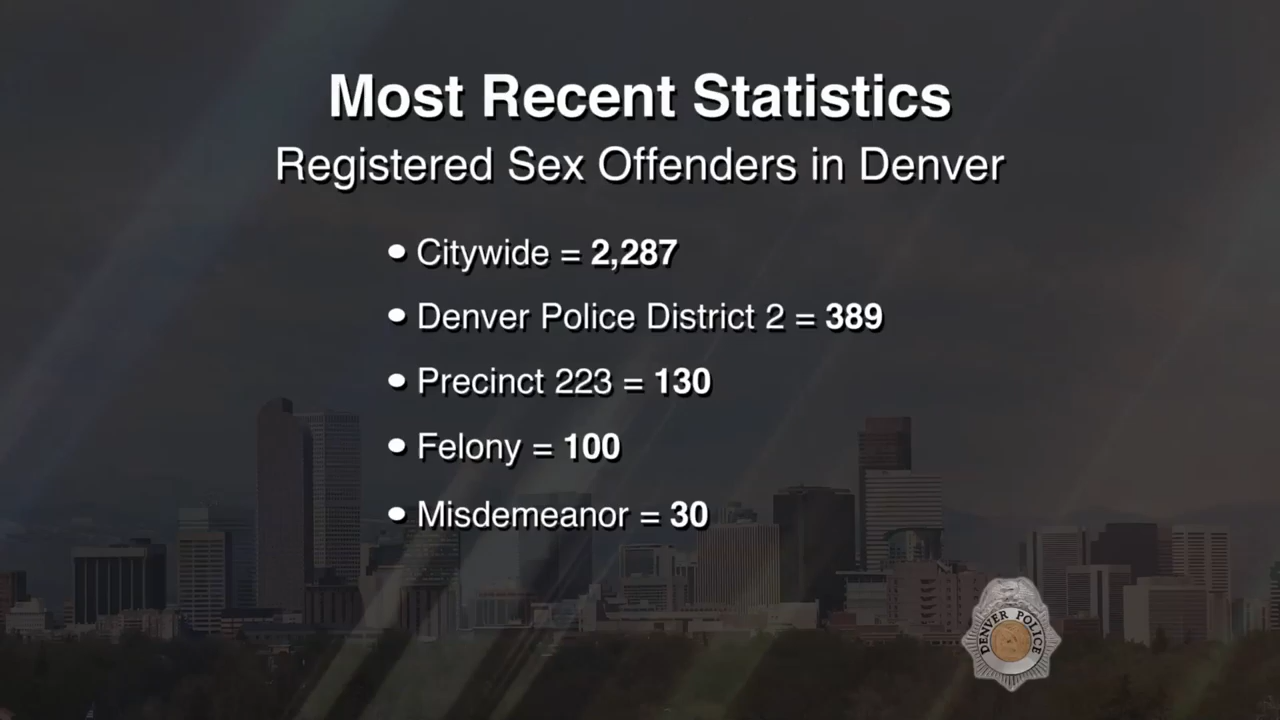 Most Recent Statistics
Registered Sex Offenders in Denver
• Citywide = 2,287
• Denver Police District 2 = 389
• Precinct 223 = 130
• Felony = 100
• Misdemeanor = 30
DENVER POLICE